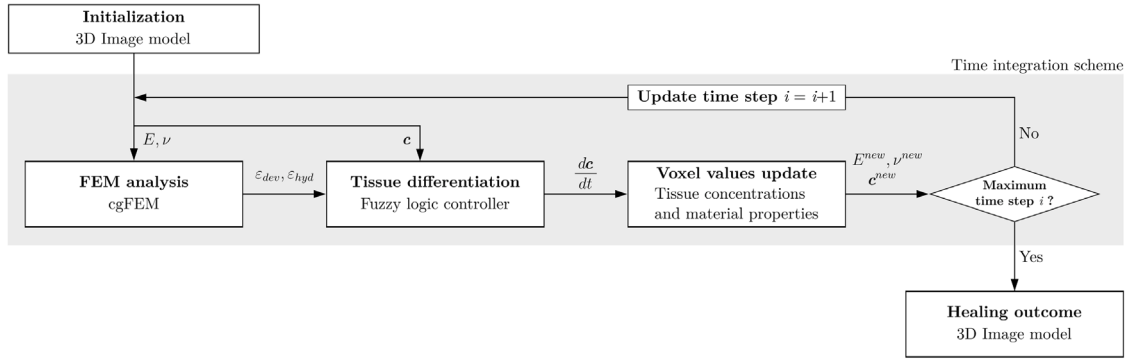 Initialization
3D Image model
Time integration scheme
Update time step i = i+1
No
E, ν
c
FEM analysis
cgFEM
ε_dev, ε_hyd
Tissue differentiation
Fuzzy logic controller
dc
dt
Voxel values update
Tissue concentrations
and material properties
E^new, ν^new
c^new
Maximum
time step i ?
Yes
Healing outcome
3D Image model